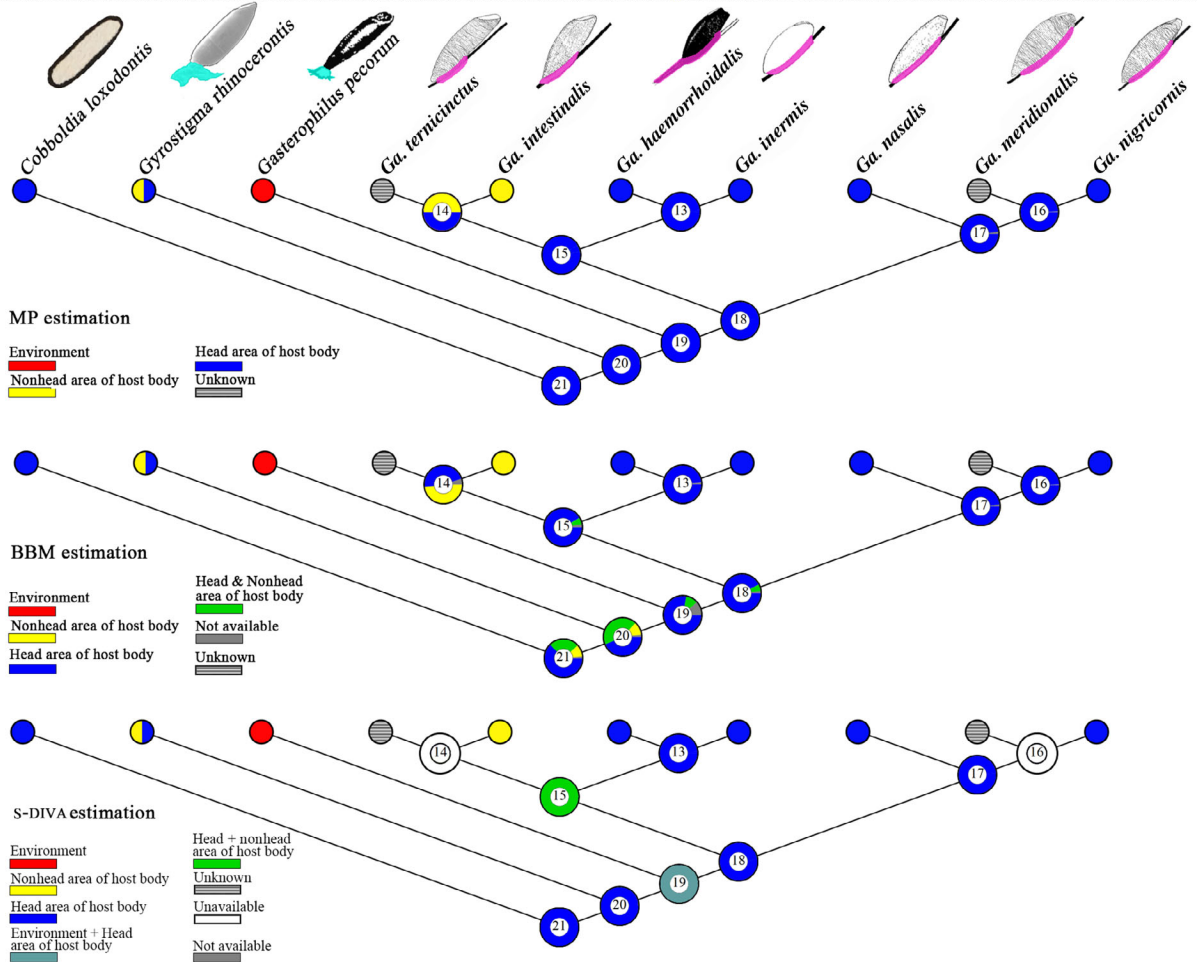 Cobboldia loxodontis
Gyrostigma rhinocerontis
Gasterophilus pecorum
Ga. ternicinctus
Ga. intestinalis
Ga. haemorrhoidalis
Ga. inermis
Ga. nasalis
Ga. meridionalis
Ga. nigricornis
14
13
16
17
15
18
19
20
21
MP estimation
Environment
Head area of host body
Nonhead area of host body
Unknown
14
13
16
17
15
18
19
20
21
BBM estimation
Environment
Nonhead area of host body
Head area of host body
Head & Nonhead
area of host body
Not available
Unknown
14
13
16
17
15
18
19
20
21
S-DIVA estimation
Environment
Nonhead area of host body
Head area of host body
Environment + Head
area of host body
Head + nonhead
area of host body
Unknown
Unavailable
Not available